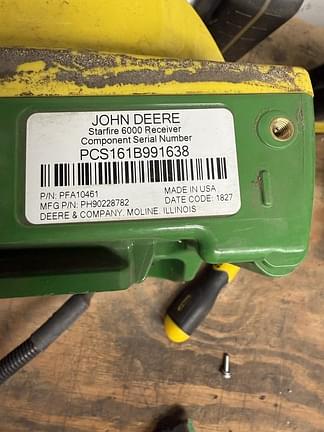 JOHN DEERE
Starfire 6000 Receiver
Component Serial Number
PCS161B991638
P/N: PFA10461
MADE IN USA
MFG P/N: PH90228782
DATE CODE: 1827
DEERE & COMPANY. MOLINE. ILLINOIS